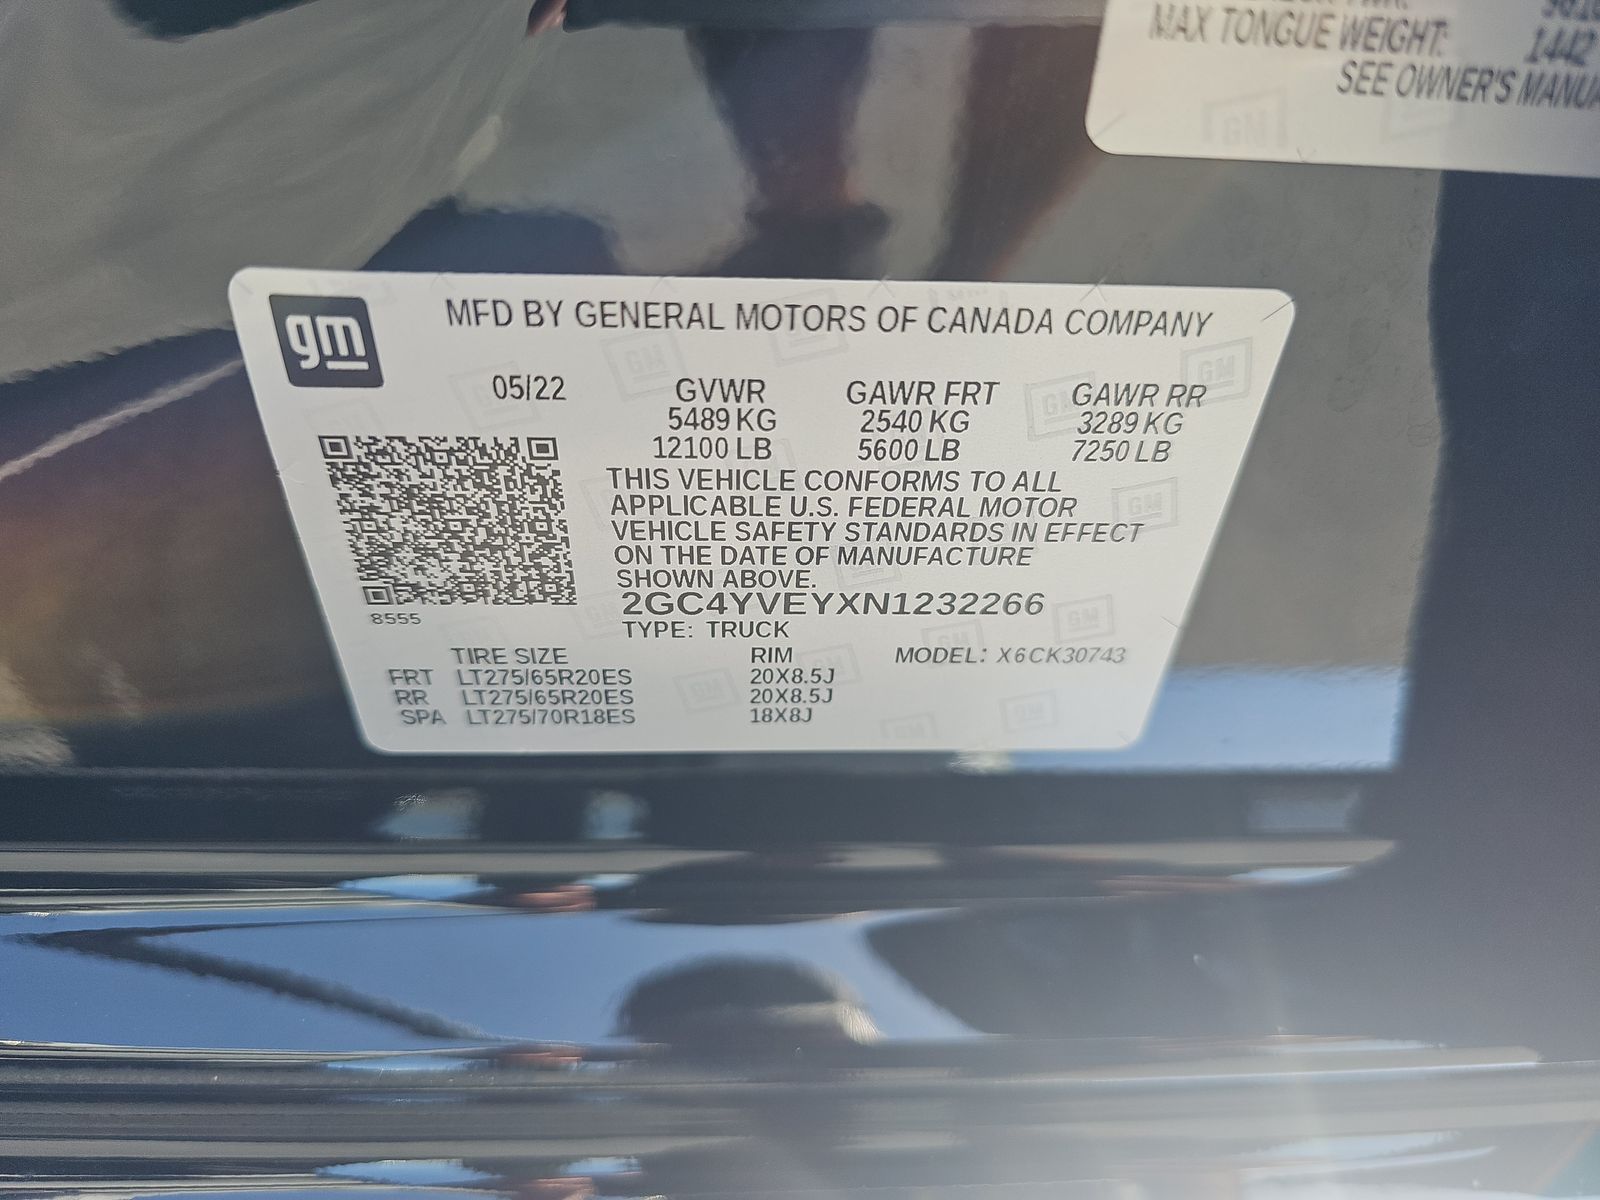 MAX TONGUE WEIGHT: 1442
SEE OWNER'S MANUA
gm
MFD BY GENERAL MOTORS OF CANADA COMPANY
05/22 GVWR GAWR FRT GAWR RR
5489 KG 2540 KG 3289 KG
12100 LB 5600 LB 7250 LB
THIS VEHICLE CONFORMS TO ALL
APPLICABLE U.S. FEDERAL MOTOR
VEHICLE SAFETY STANDARDS IN EFFECT
ON THE DATE OF MANUFACTURE
SHOWN ABOVE.
8555
2GC4YVEYXN1232266
TYPE: TRUCK
TIRE SIZE RIM MODEL: X6CK30743
FRT LT275/65R20ES 20X8.5J
RR LT275/65R20ES 20X8.5J
SPA LT275/70R18ES 18X8J